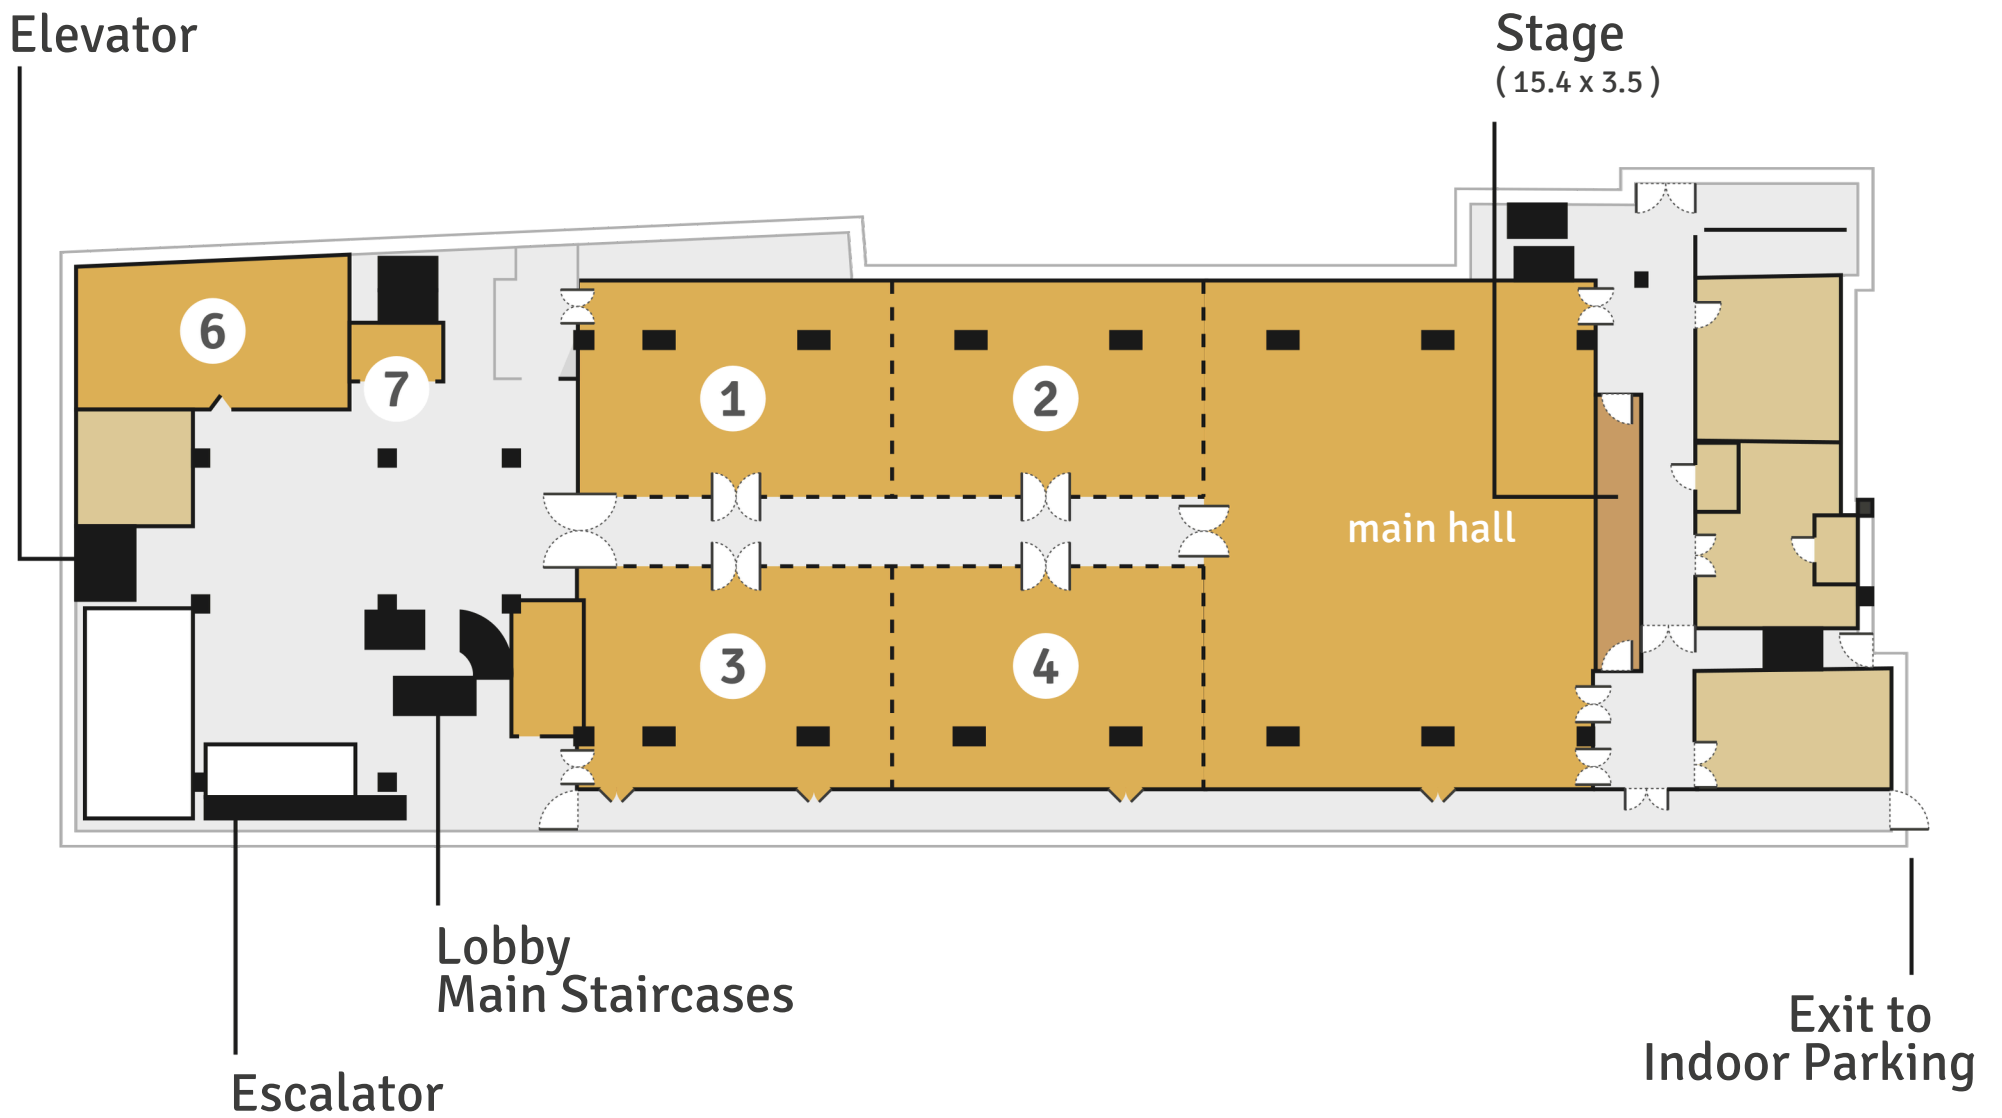 Elevator
Stage
( 15.4 x 3.5 )
6
7
1
2
main hall
3
4
Lobby
Main Staircases
Exit to
Indoor Parking
Escalator